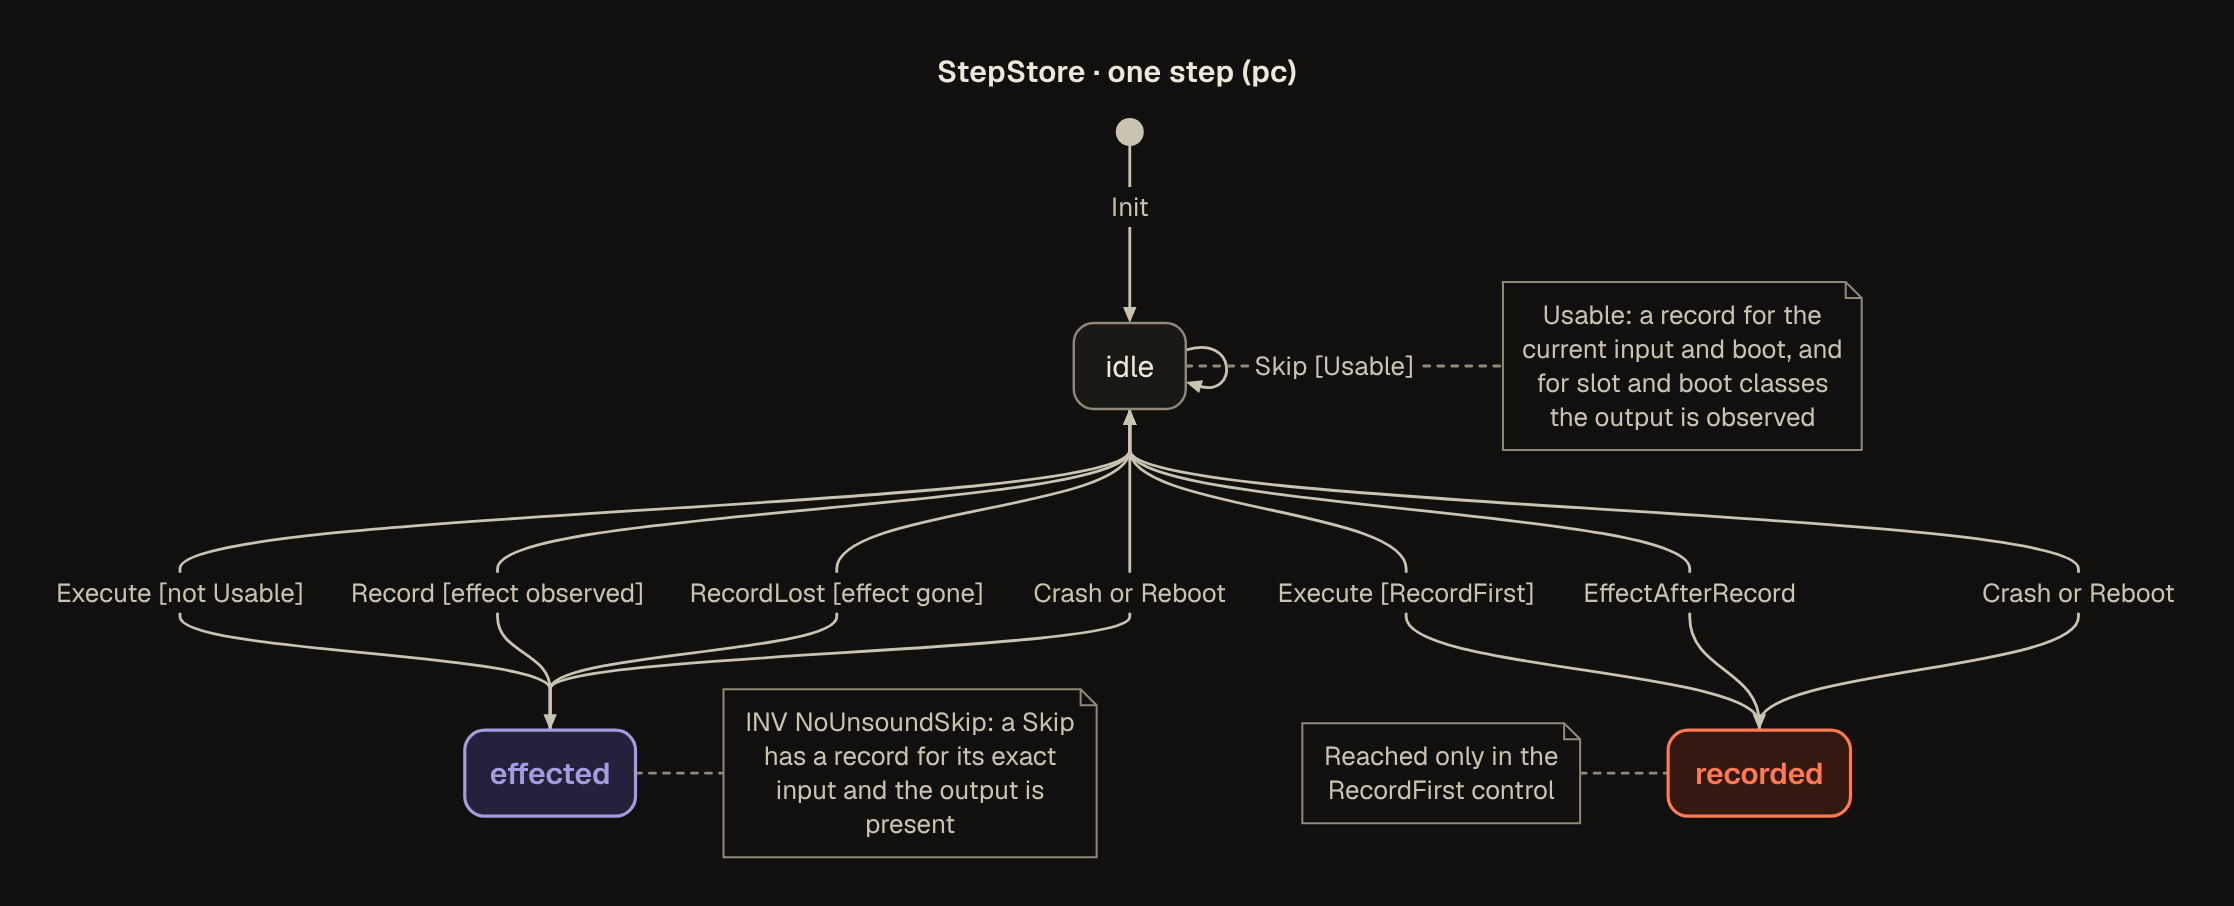 StepStore · one step (pc)
Init
idle
Skip [Usable]
Usable: a record for the
current input and boot, and
for slot and boot classes
the output is observed
Execute [not Usable]
Record [effect observed]
RecordLost [effect gone]
Crash or Reboot
Execute [RecordFirst]
EffectAfterRecord
Crash or Reboot
effected
INV NoUnsoundSkip: a Skip
has a record for its exact
input and the output is
present
Reached only in the
RecordFirst control
recorded